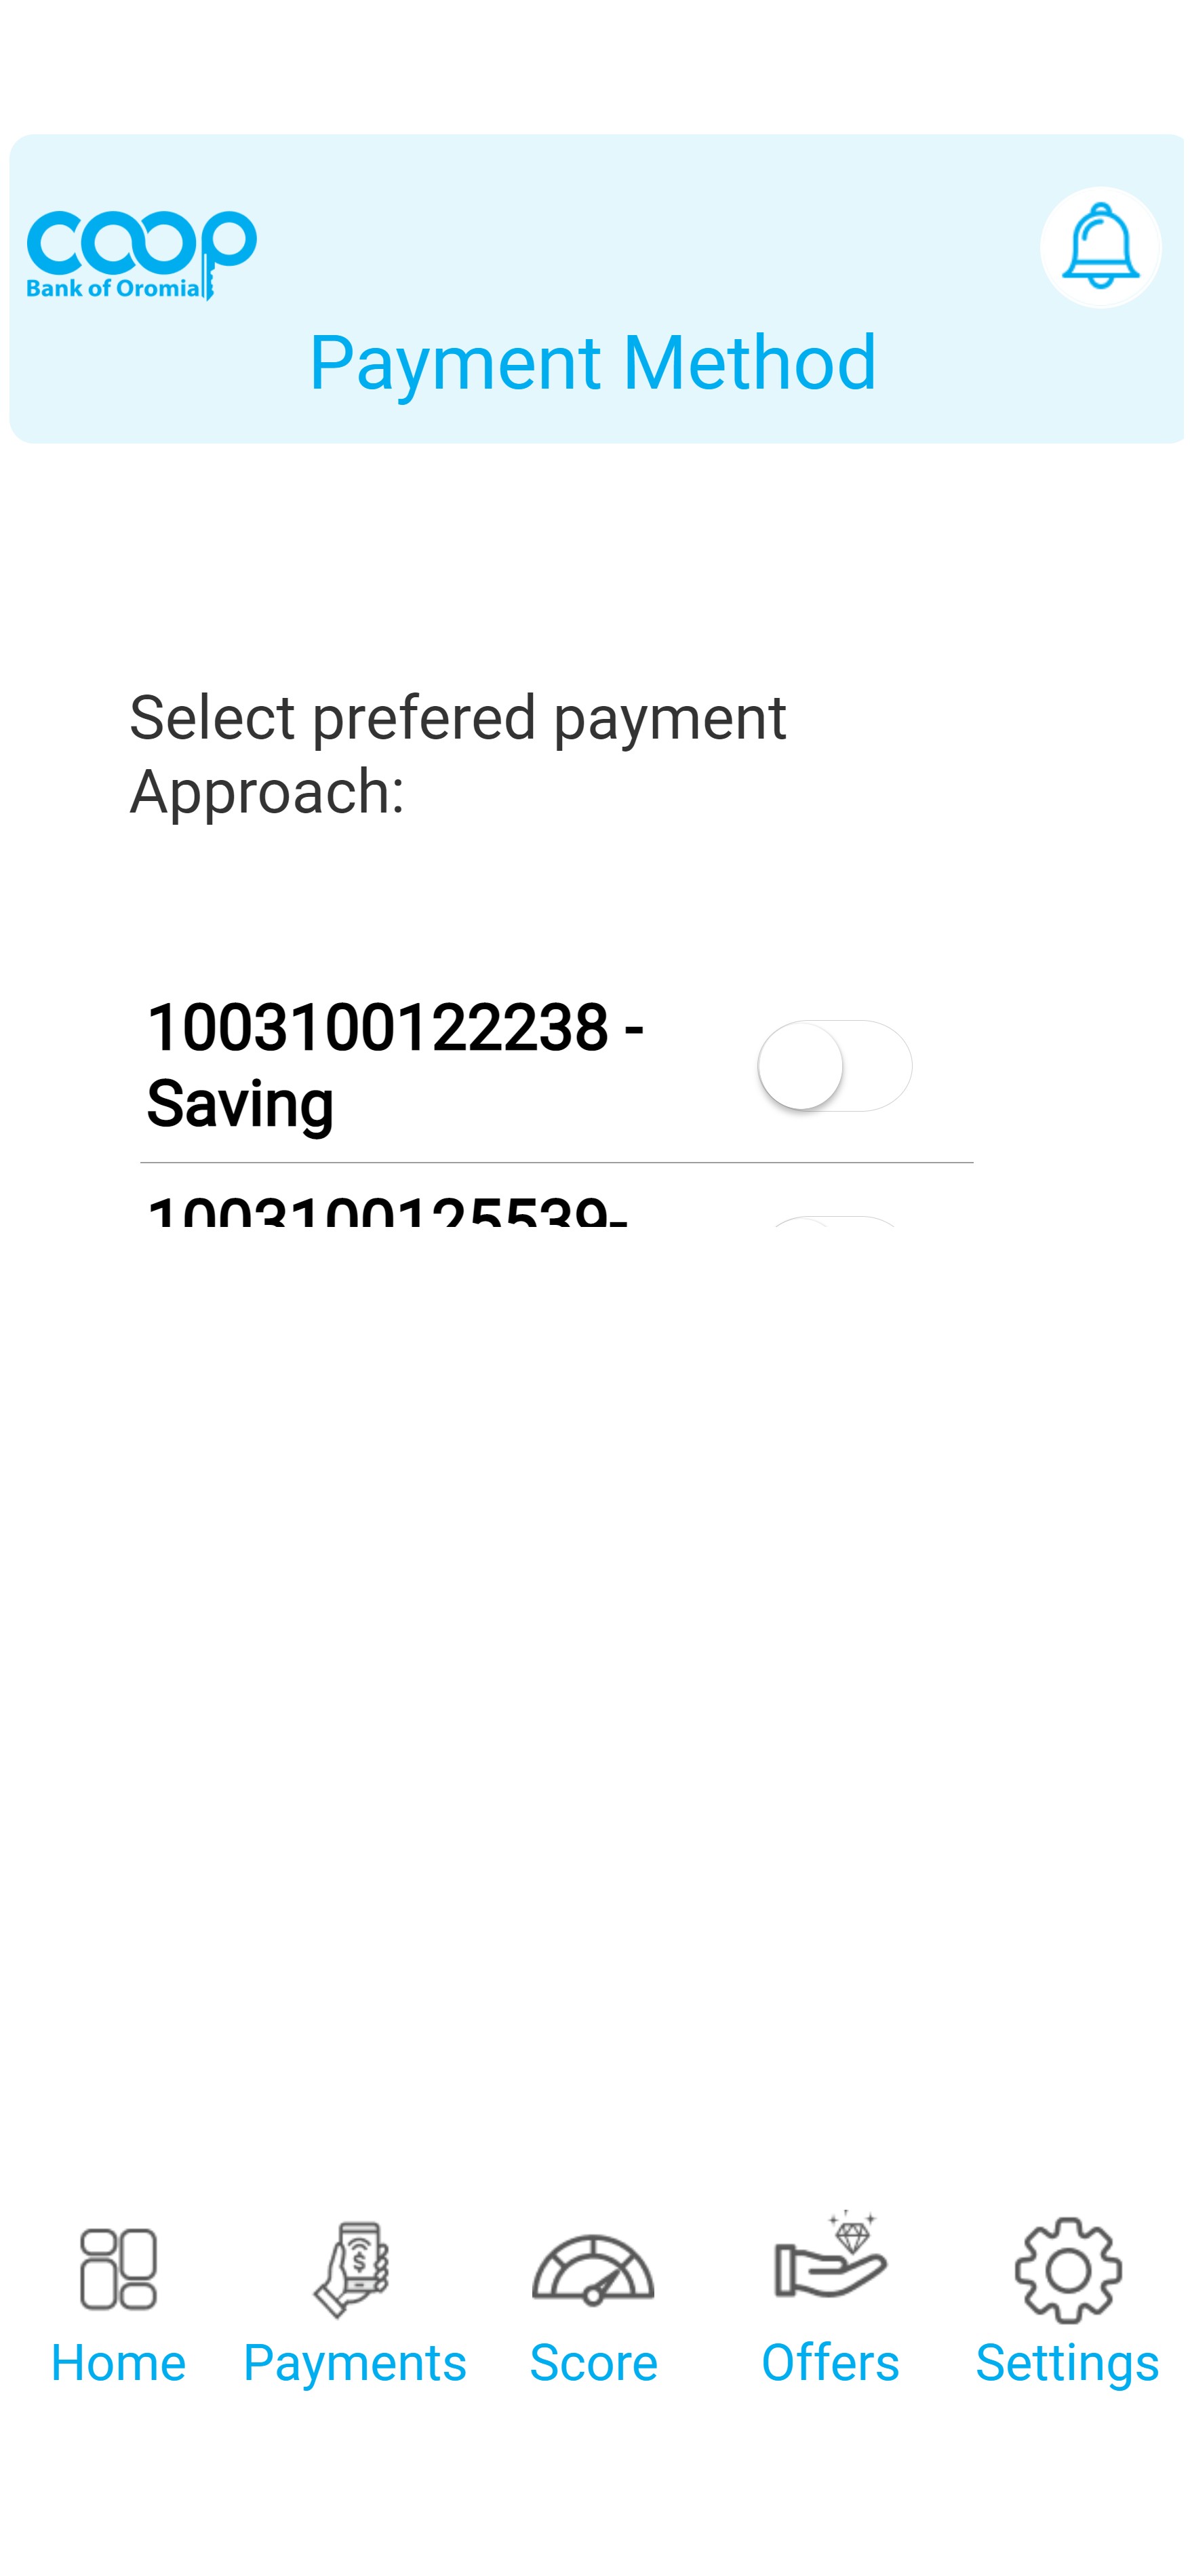 coop
Bank of Oromia
Payment Method
Select prefered payment
Approach:
1003100122238 -
Saving
1003100125539-
Home
Payments
Score
Offers
Settings